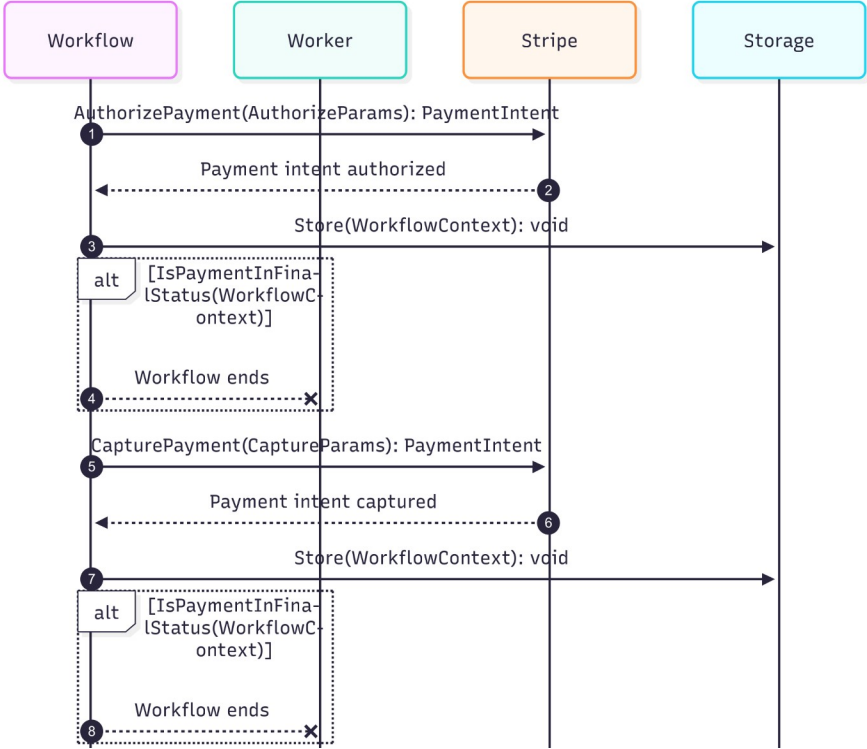 Workflow
Worker
Stripe
Storage
AuthorizePayment(AuthorizeParams): PaymentIntent
1
Payment intent authorized
2
Store(WorkflowContext): void
3
alt
[IsPaymentInFina-
lStatus(WorkflowC-
ontext)]
Workflow ends
4
CapturePayment(CaptureParams): PaymentIntent
5
Payment intent captured
6
Store(WorkflowContext): void
7
alt
[IsPaymentInFina-
lStatus(WorkflowC-
ontext)]
Workflow ends
8